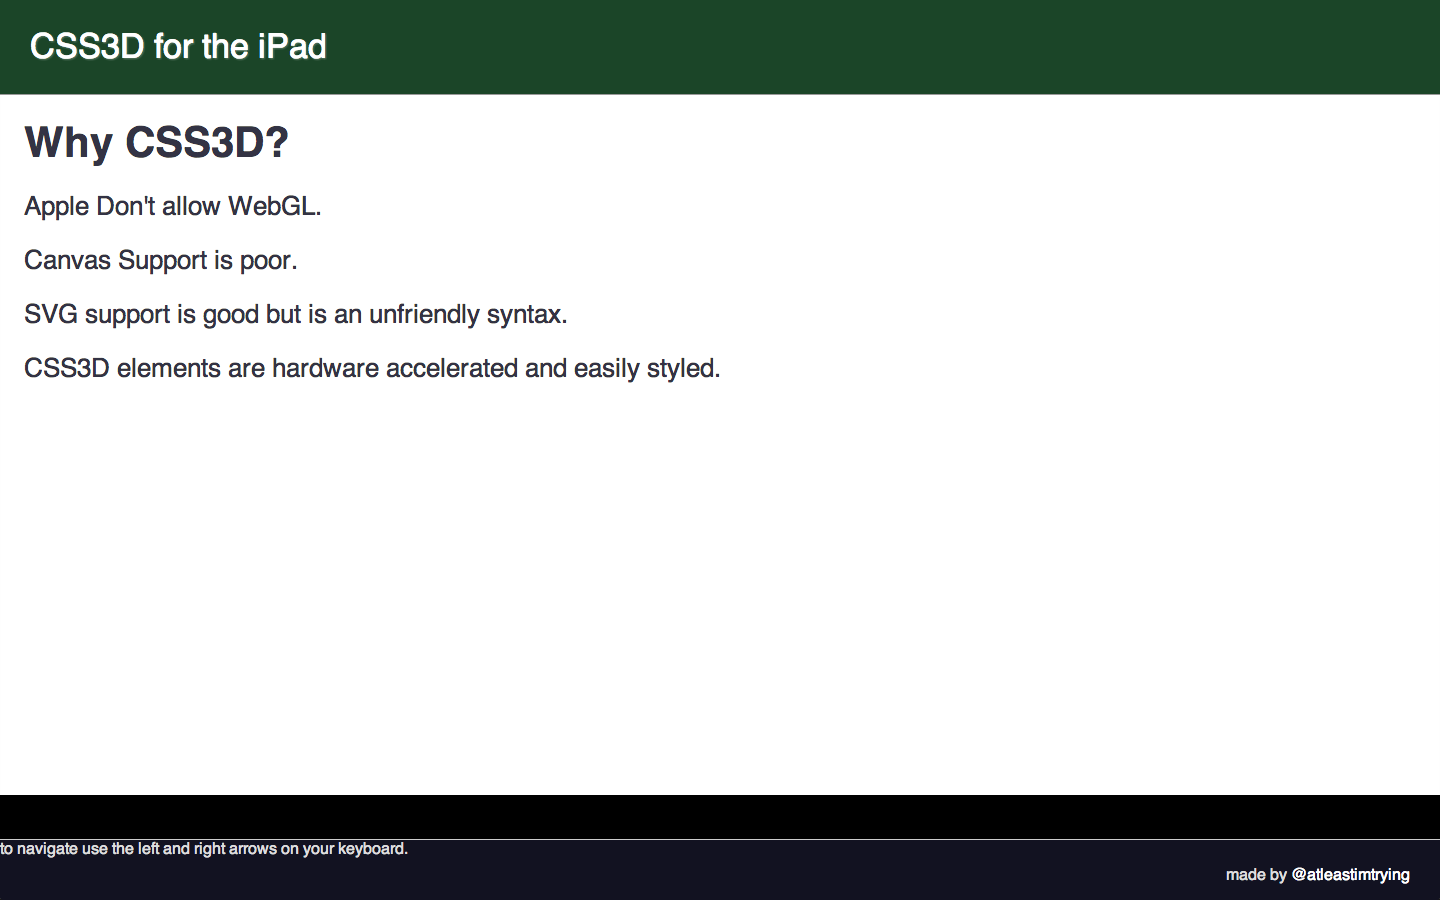 CSS3D for the iPad
Why CSS3D?
Apple Don't allow WebGL.
Canvas Support is poor.
SVG support is good but is an unfriendly syntax.
CSS3D elements are hardware accelerated and easily styled.
to navigate use the left and right arrows on your keyboard.
made by @atleastimtrying